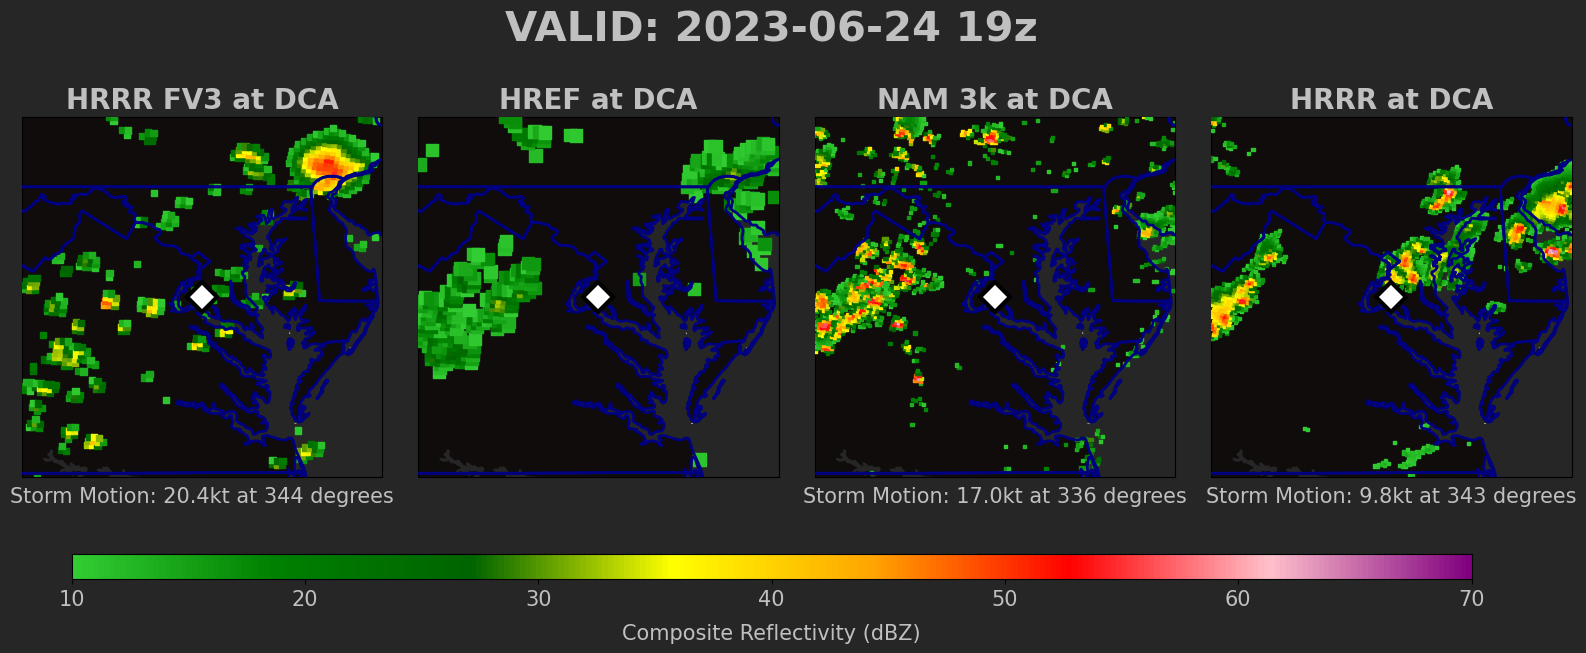 VALID: 2023-06-24 19z
HRRR FV3 at DCA
HREF at DCA
NAM 3k at DCA
HRRR at DCA
Storm Motion: 20.4kt at 344 degrees
Storm Motion: 17.0kt at 336 degrees
Storm Motion: 9.8kt at 343 degrees
10 20 30 40 50 60 70
Composite Reflectivity (dBZ)